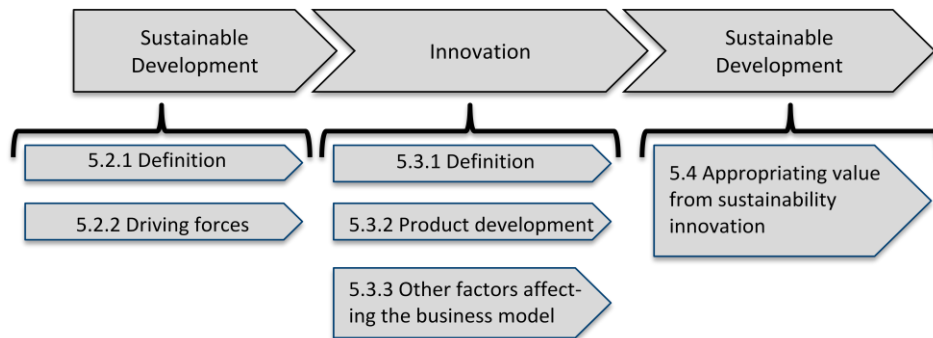 Sustainable
Development
Innovation
Sustainable
Development
5.2.1 Definition
5.2.2 Driving forces
5.3.1 Definition
5.3.2 Product development
5.3.3 Other factors affect-
ing the business model
5.4 Appropriating value
from sustainability
innovation